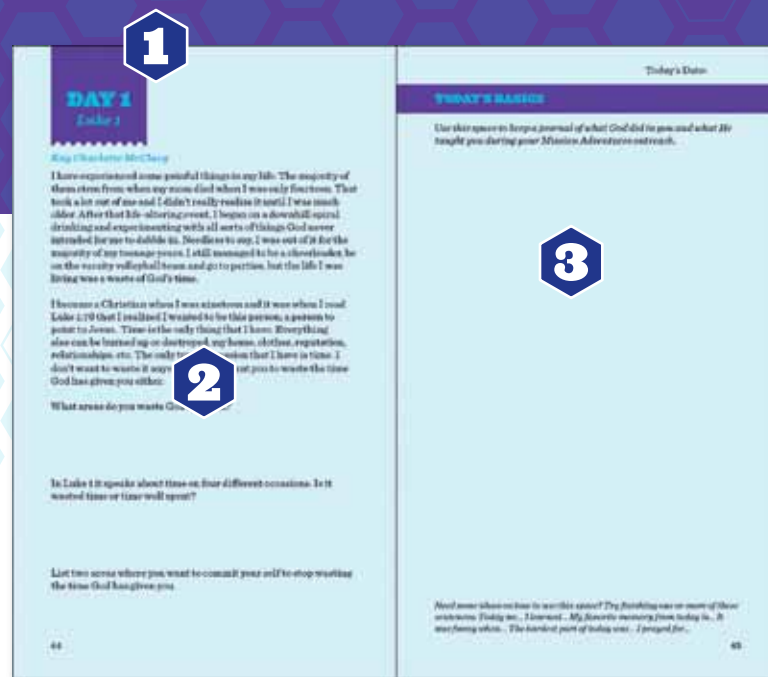 1
DAY 1
Luke 1
Kay Charlotte McClary
I have experienced some painful things in my life. The majority of
them stem from when my mom died when I was only fourteen. That
took a lot out of me and I didn't really realize it until I was much
older. After that life-altering event, I began on a downhill spiral
drinking and experimenting with all sorts of things God never
intended for me to dabble in. Needless to say, I was out of it for the
majority of my teenage years. I still managed to be a cheerleader, be
on the varsity volleyball team and go to parties, but the life I was
living was a waste of God's time.
I became a Christian when I was nineteen and it was when I read
Luke 1:76 that I realized I wanted to be this person, a person to
point to Jesus. Time is the only thing that I have. Everything
else can be burned up or destroyed, my home, clothes, reputation,
relationships, etc. The only that I have is time. I
don't want to waste it you to waste the time
God has given you either.
2
What areas do you waste
In Luke 1 it speaks about time on four different occasions. Is it
wasted time or time well spent?
List two areas where you want to commit your self to stop wasting
the time God has given you.
44
Today's Date:
TODAY'S BASICS
Use this space to keep a journal of what God did in you and what He
taught you during your Mission Adventures outreach.
3
Need some ideas on how to use this space? Try finishing one or more of these
sentences: Today we... I learned... My favorite memory from today is... It
was funny when... The hardest part of today was... I prayed for...
45